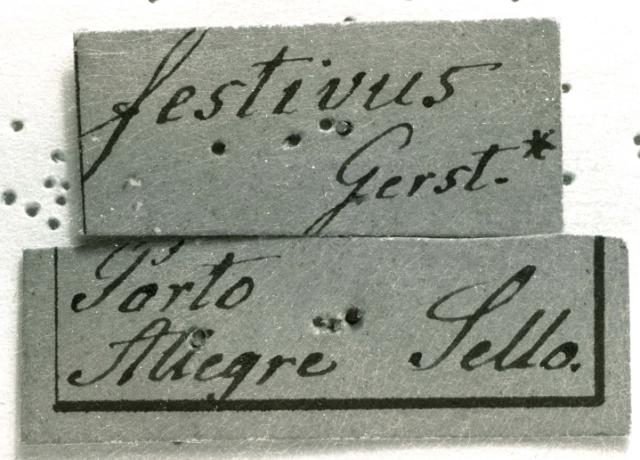 festivus
Gerst.*
Porto
Allegre Sello.